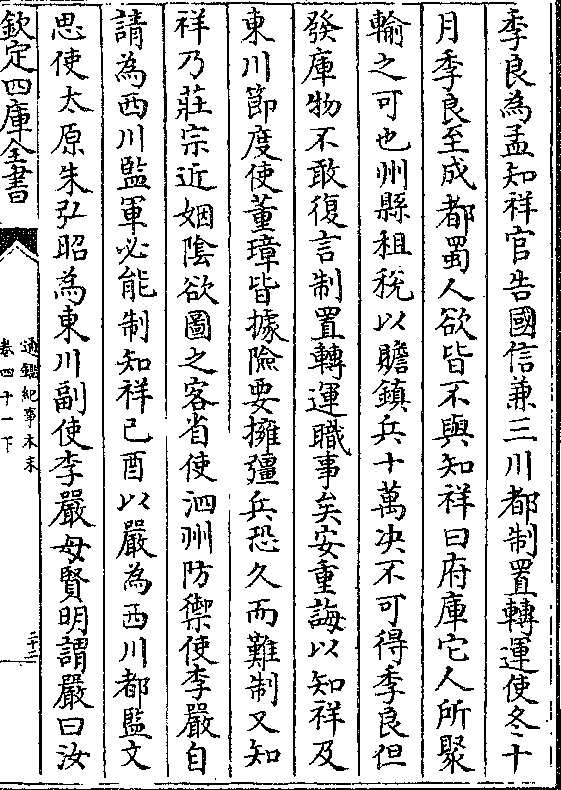 季良為孟知祥官告國信兼三川都制置轉運使冬十
月季良至成都蜀人欲皆不與知祥曰府庫它人所聚
輸之可也州縣租稅以贍鎮兵十萬决不可得季良但
發庫物不敢復言制置轉運職事矣安重誨以知祥及
東川節度使董璋皆據險要擁彊兵恐久而難制又知
祥乃莊宗近姻陰欲圖之客省使泗州防禦使李嚴自
請為西川監軍必能制知祥己酉以嚴為西川都監文
思使太原朱弘昭為東川副使李嚴母賢明謂嚴曰汝
欽定四庫全書
通鑑紀事本末
卷四十一下
三十三